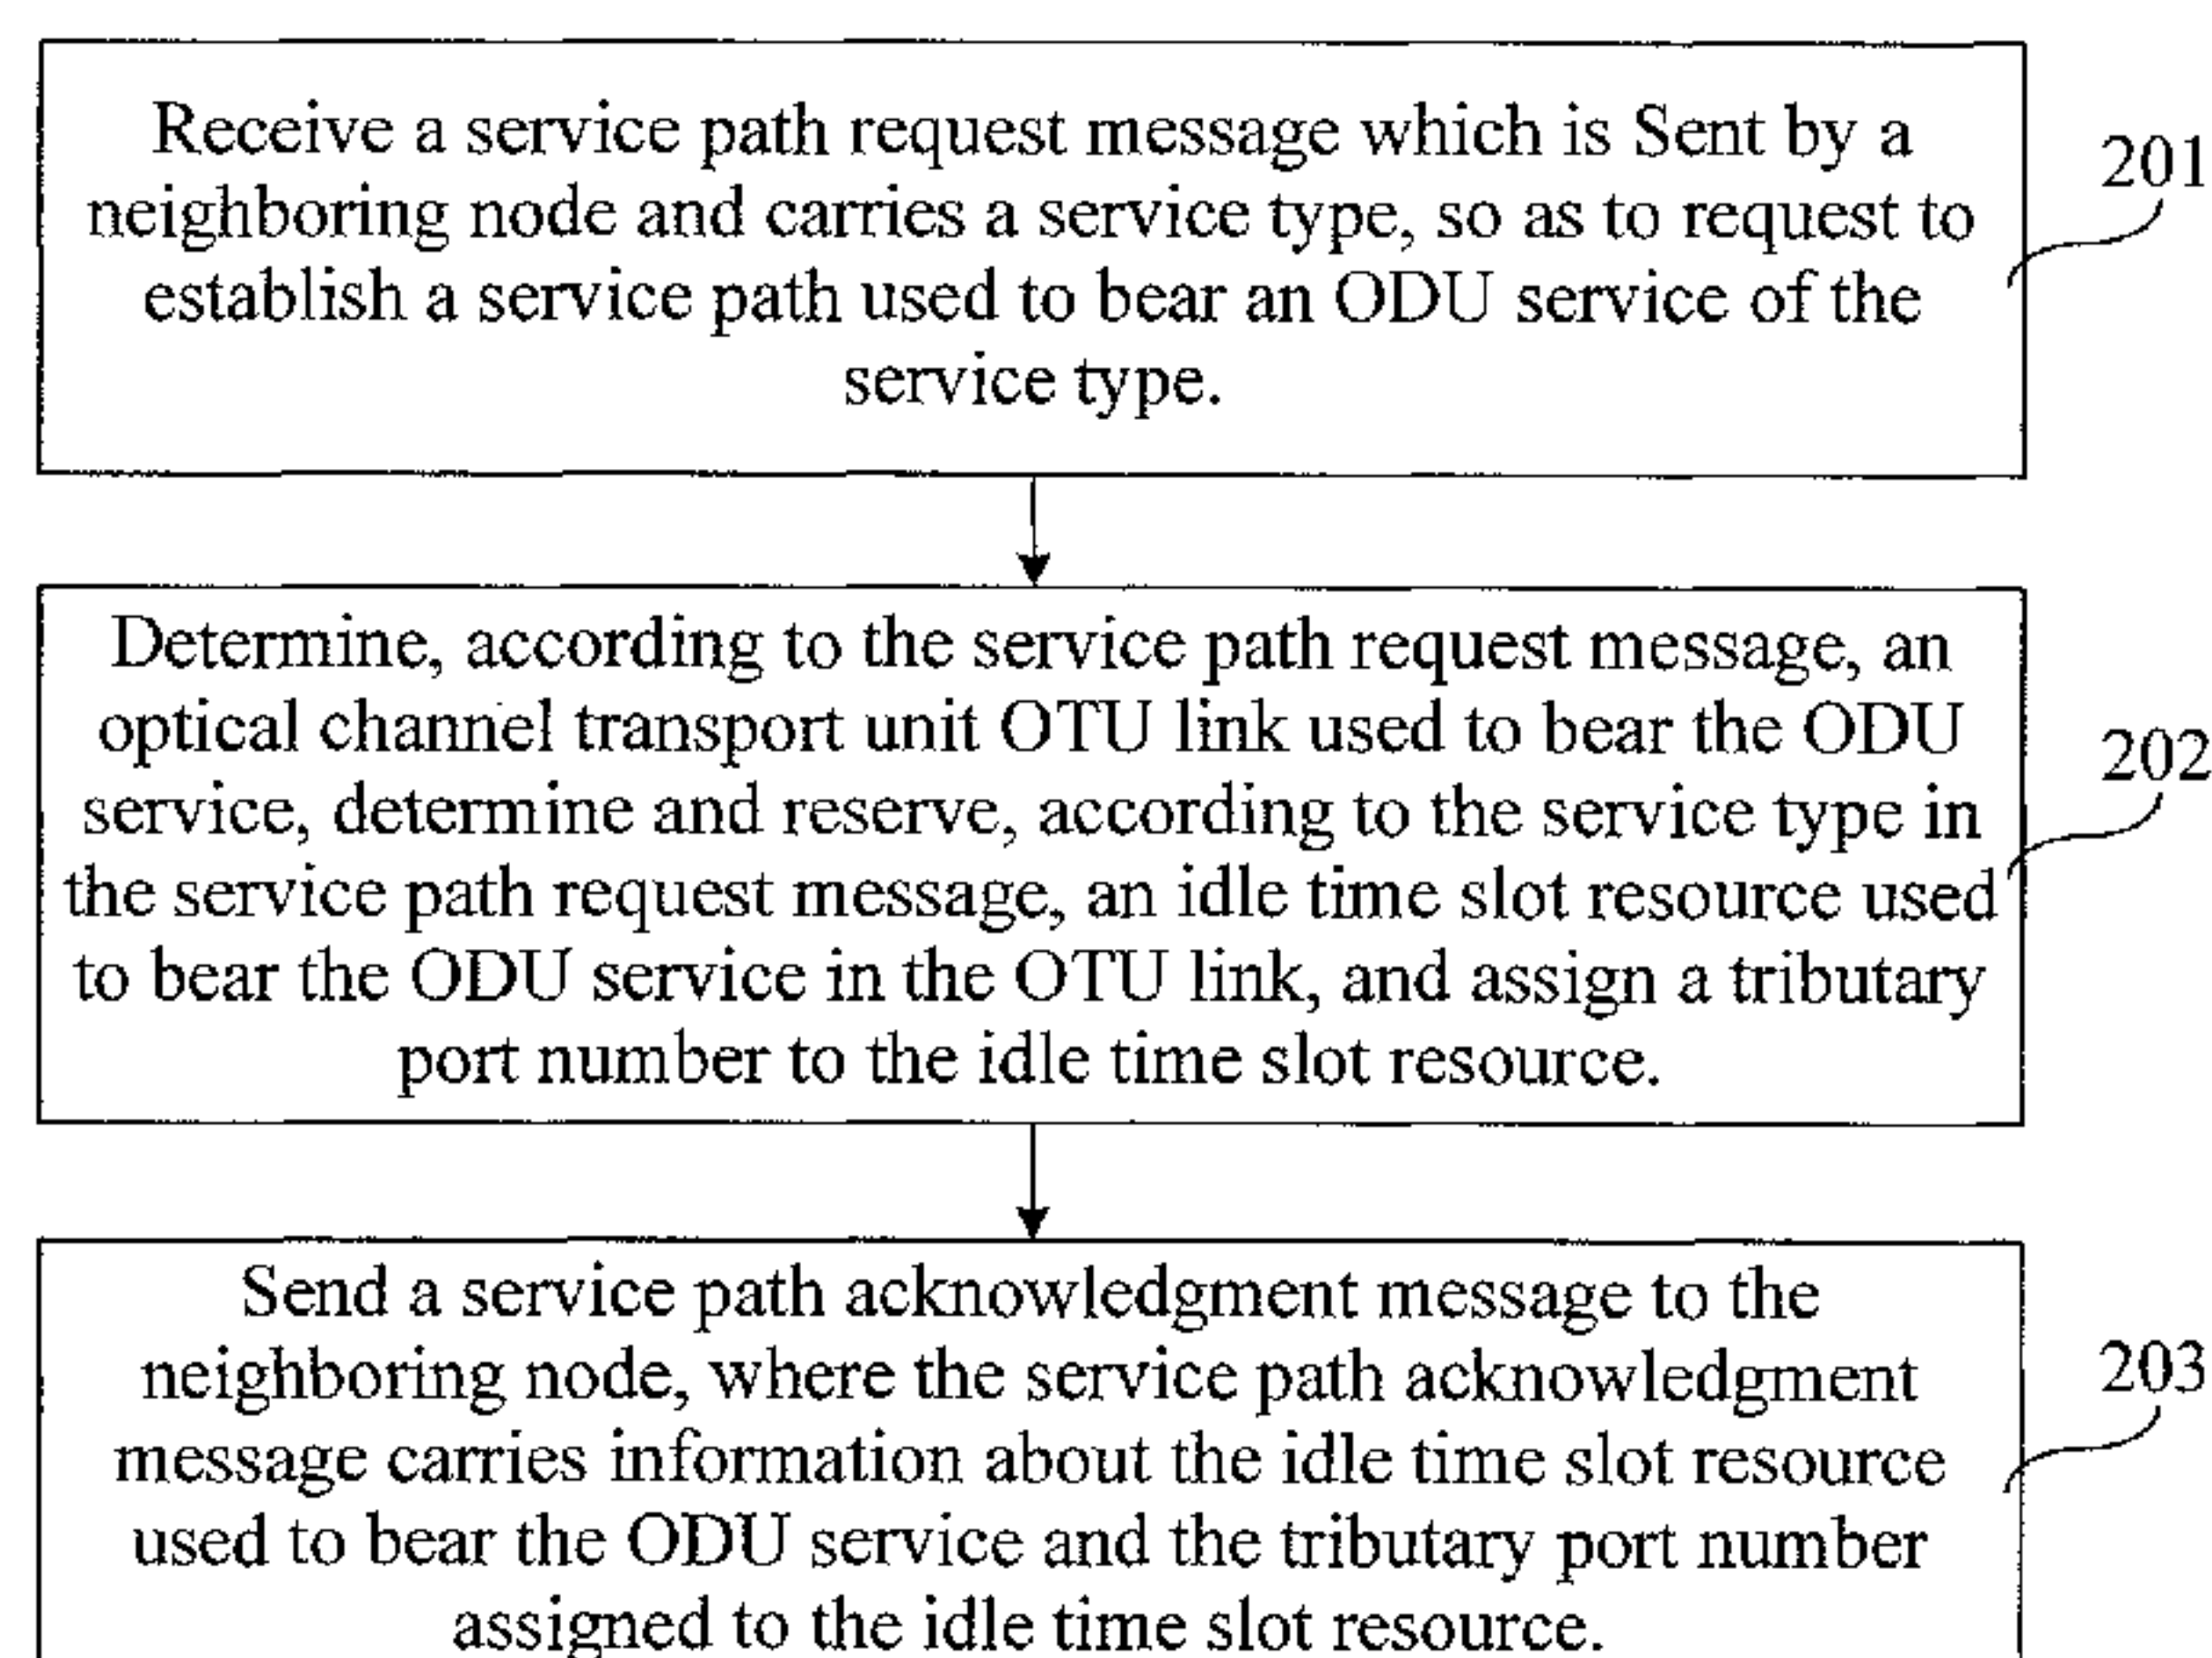 Receive a service path request message which is Sent by a
neighboring node and carries a service type, so as to request to
establish a service path used to bear an ODU service of the
service type.
201
Determine, according to the service path request message, an
optical channel transport unit OTU link used to bear the ODU
service, determine and reserve, according to the service type in
the service path request message, an idle time slot resource used
to bear the ODU service in the OTU link, and assign a tributary
port number to the idle time slot resource.
202
Send a service path acknowledgment message to the
neighboring node, where the service path acknowledgment
message carries information about the idle time slot resource
used to bear the ODU service and the tributary port number
assigned to the idle time slot resource.
203